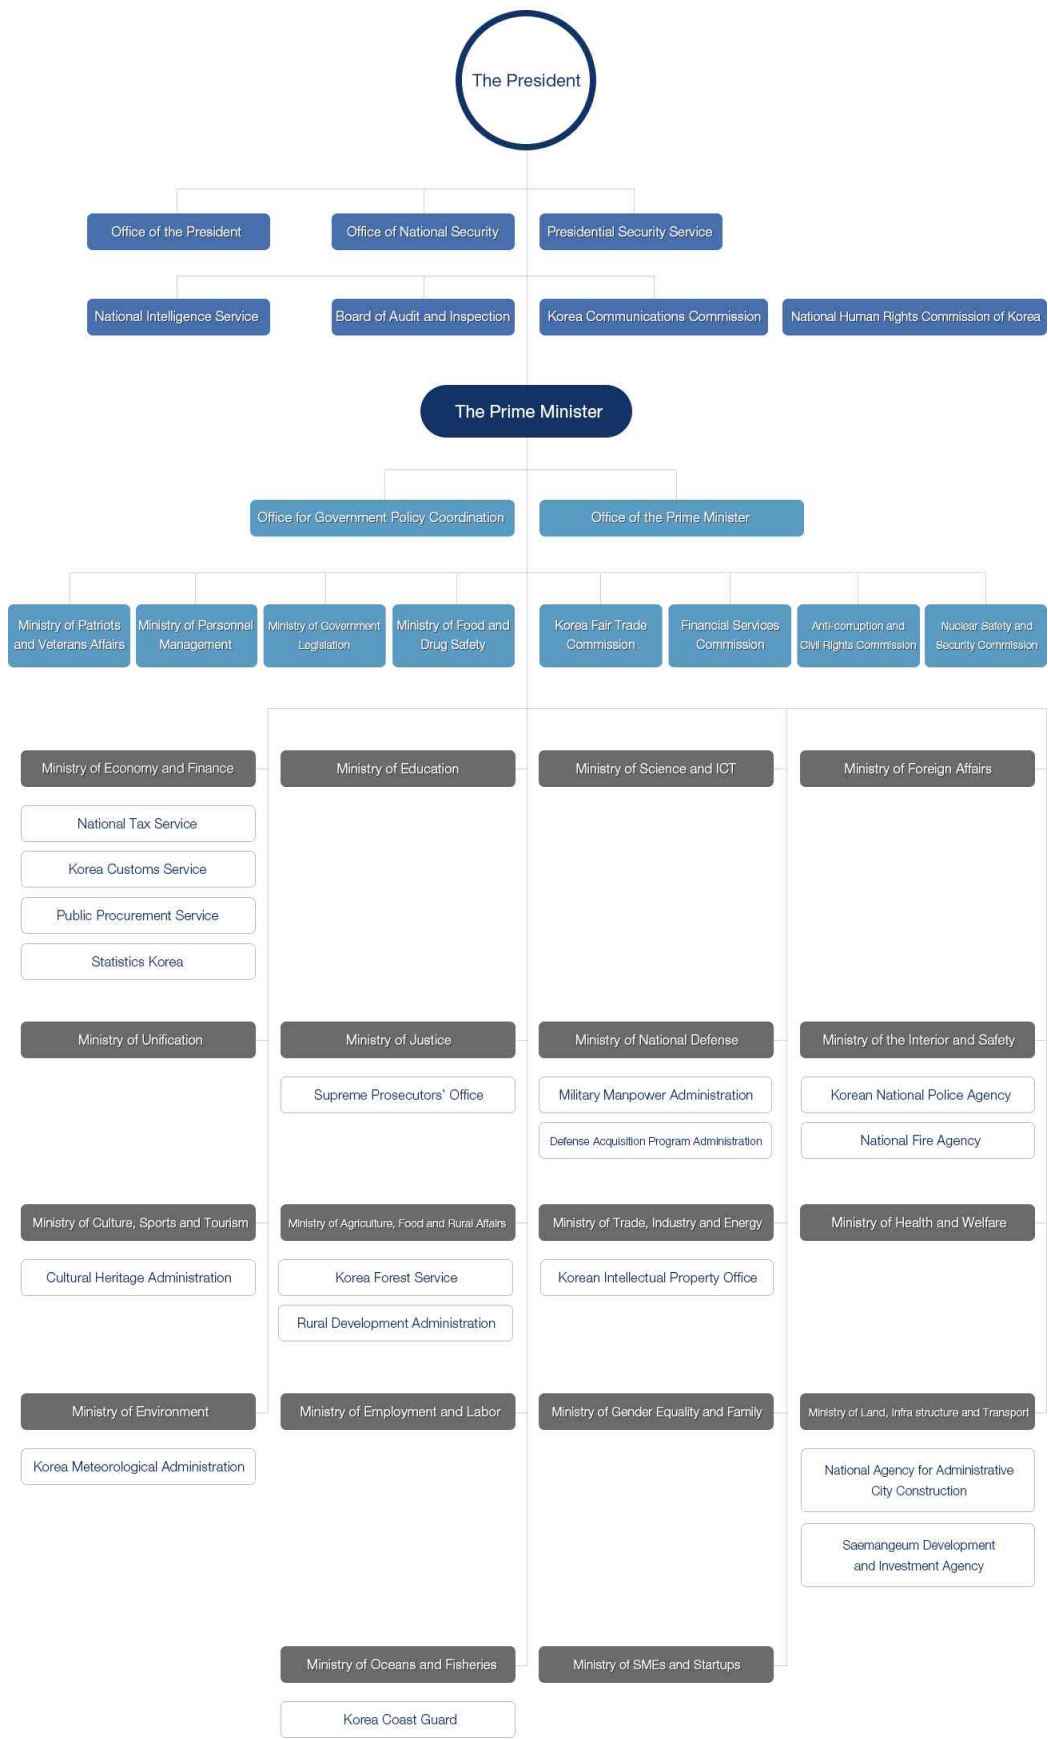 The President
Office of the President
Office of National Security
Presidential Security Service
National Intelligence Service
Board of Audit and Inspection
Korea Communications Commission
National Human Rights Commission of Korea
The Prime Minister
Office for Government Policy Coordination
Office of the Prime Minister
Ministry of Patriots
and Veterans Affairs
Ministry of Personnel
Management
Ministry of Government
Legislation
Ministry of Food and
Drug Safety
Korea Fair Trade
Commission
Financial Services
Commission
Anti-corruption and
Civil Rights Commission
Nuclear Safety and
Security Commission
Ministry of Economy and Finance
National Tax Service
Korea Customs Service
Public Procurement Service
Statistics Korea
Ministry of Education
Ministry of Science and ICT
Ministry of Foreign Affairs
Ministry of Unification
Ministry of Justice
Supreme Prosecutors' Office
Ministry of National Defense
Military Manpower Administration
Defense Acquisition Program Administration
Ministry of the Interior and Safety
Korean National Police Agency
National Fire Agency
Ministry of Culture, Sports and Tourism
Cultural Heritage Administration
Ministry of Agriculture, Food and Rural Affairs
Korea Forest Service
Rural Development Administration
Ministry of Trade, Industry and Energy
Korean Intellectual Property Office
Ministry of Health and Welfare
Ministry of Environment
Korea Meteorological Administration
Ministry of Employment and Labor
Ministry of Gender Equality and Family
Ministry of Land, Infra structure and Transport
National Agency for Administrative
City Construction
Saemangeum Development
and Investment Agency
Ministry of Oceans and Fisheries
Korea Coast Guard
Ministry of SMEs and Startups